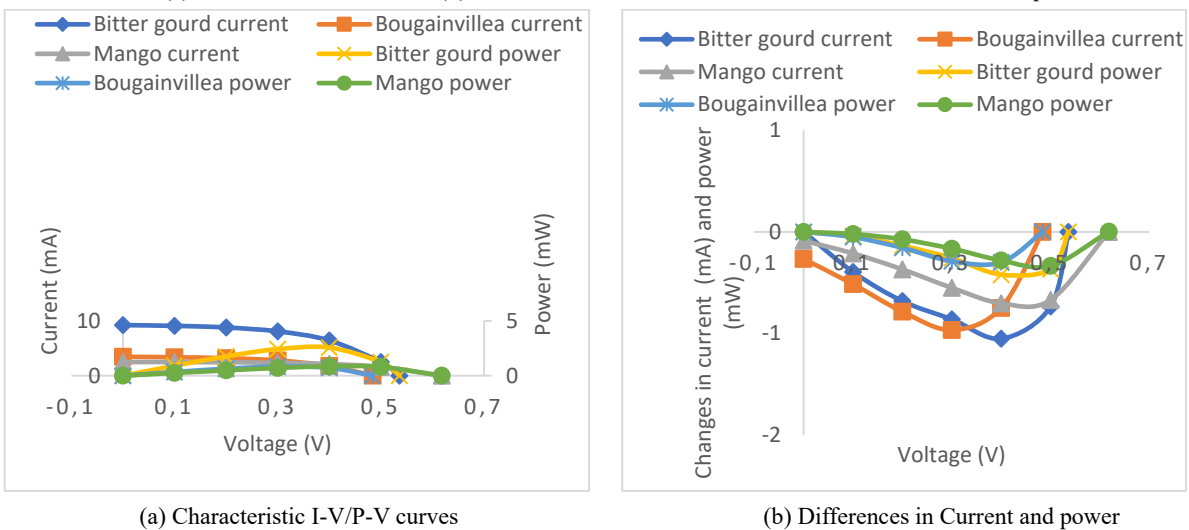 Bitter gourd current Bougainvillea current
Mango current Bitter gourd power
Bougainvillea power Mango power
Current (mA)
Power (mW)
10 5
0 0
-0,1 0,1 0,3 0,5 0,7
Voltage (V)
(a) Characteristic I-V/P-V curves
Bitter gourd current Bougainvillea current
Mango current Bitter gourd power
Bougainvillea power Mango power
Changes in current (mA) and power
(mW)
1
0
-0,1 0,1 0,3 0,5 0,7
-1
-2
Voltage (V)
(b) Differences in Current and power